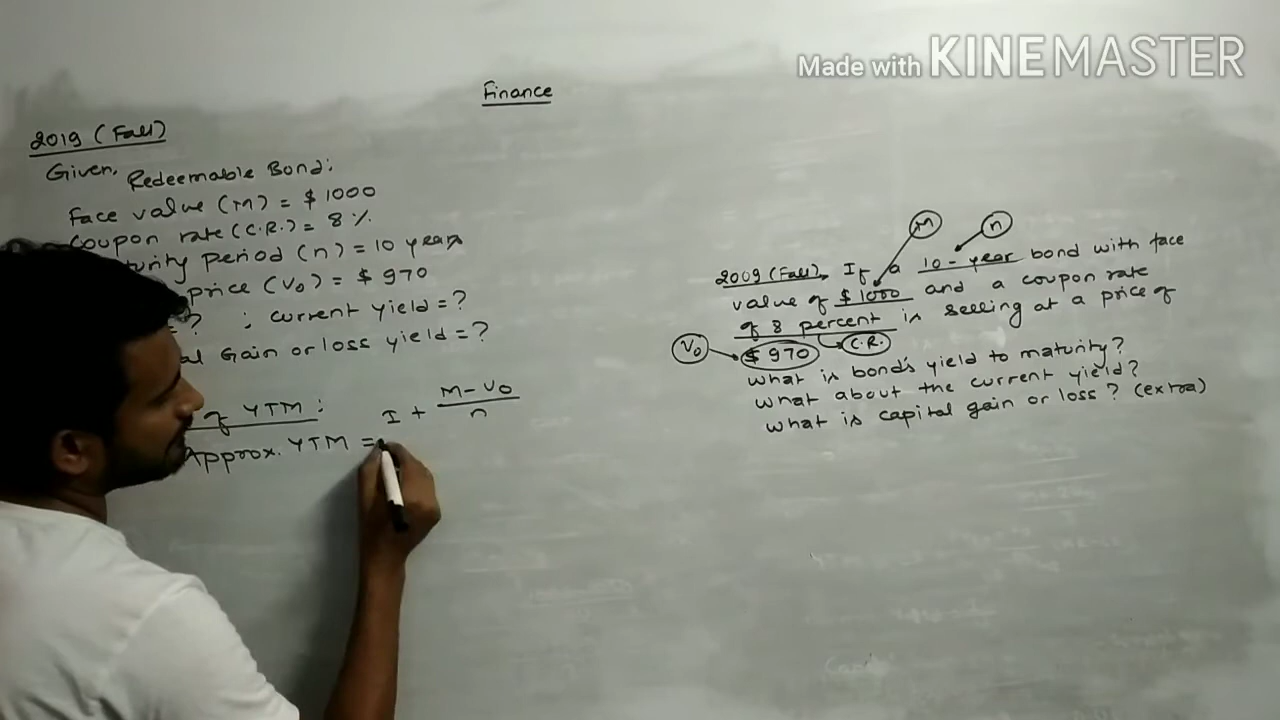 Made with KINEMASTER
Finance
2019 (Fall)
Given, Redeemable Bond:
Face value (M) = $ 1000
Coupon rate (C.R.) = 8 %
urity period (n) = 10 years
price (V0) = $ 970
= ? ; current yield = ?
al Gain or loss yield = ?
of YTM :
Approx. YTM =
I + M - V0
n
M n
2009 (Fall), If a 10 - year bond with face
value of $ 1000 and a coupon rate
of 8 percent is selling at a price of
V0 $ 970 C.R.
What is bond's yield to maturity?
What about the current yield?
What is capital gain or loss ? (extra)